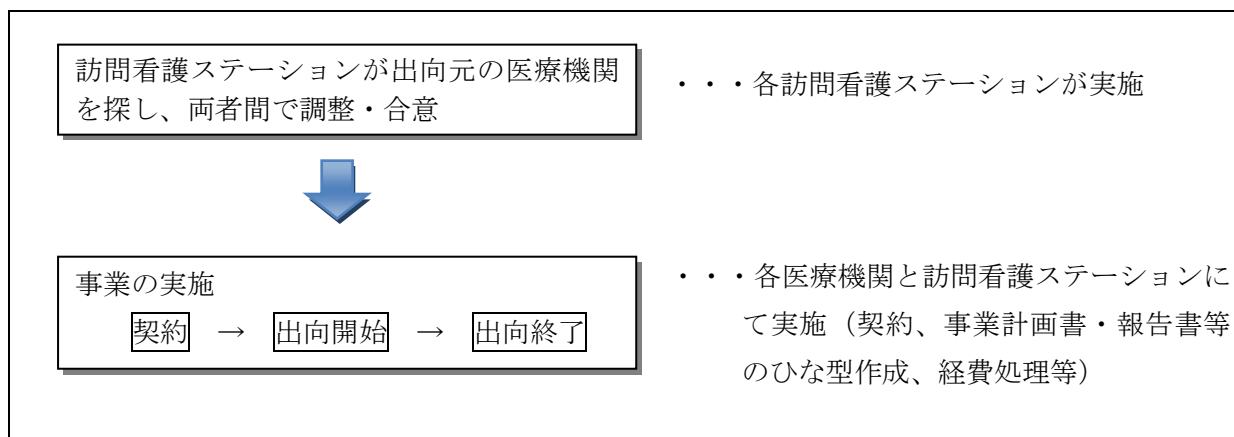 訪問看護ステーションが出向元の医療機関
を探し、両者間で調整・合意
・・・各訪問看護ステーションが実施
事業の実施
契約 → 出向開始 → 出向終了
・・・各医療機関と訪問看護ステーションに
て実施（契約、事業計画書・報告書等
のひな型作成、経費処理等）